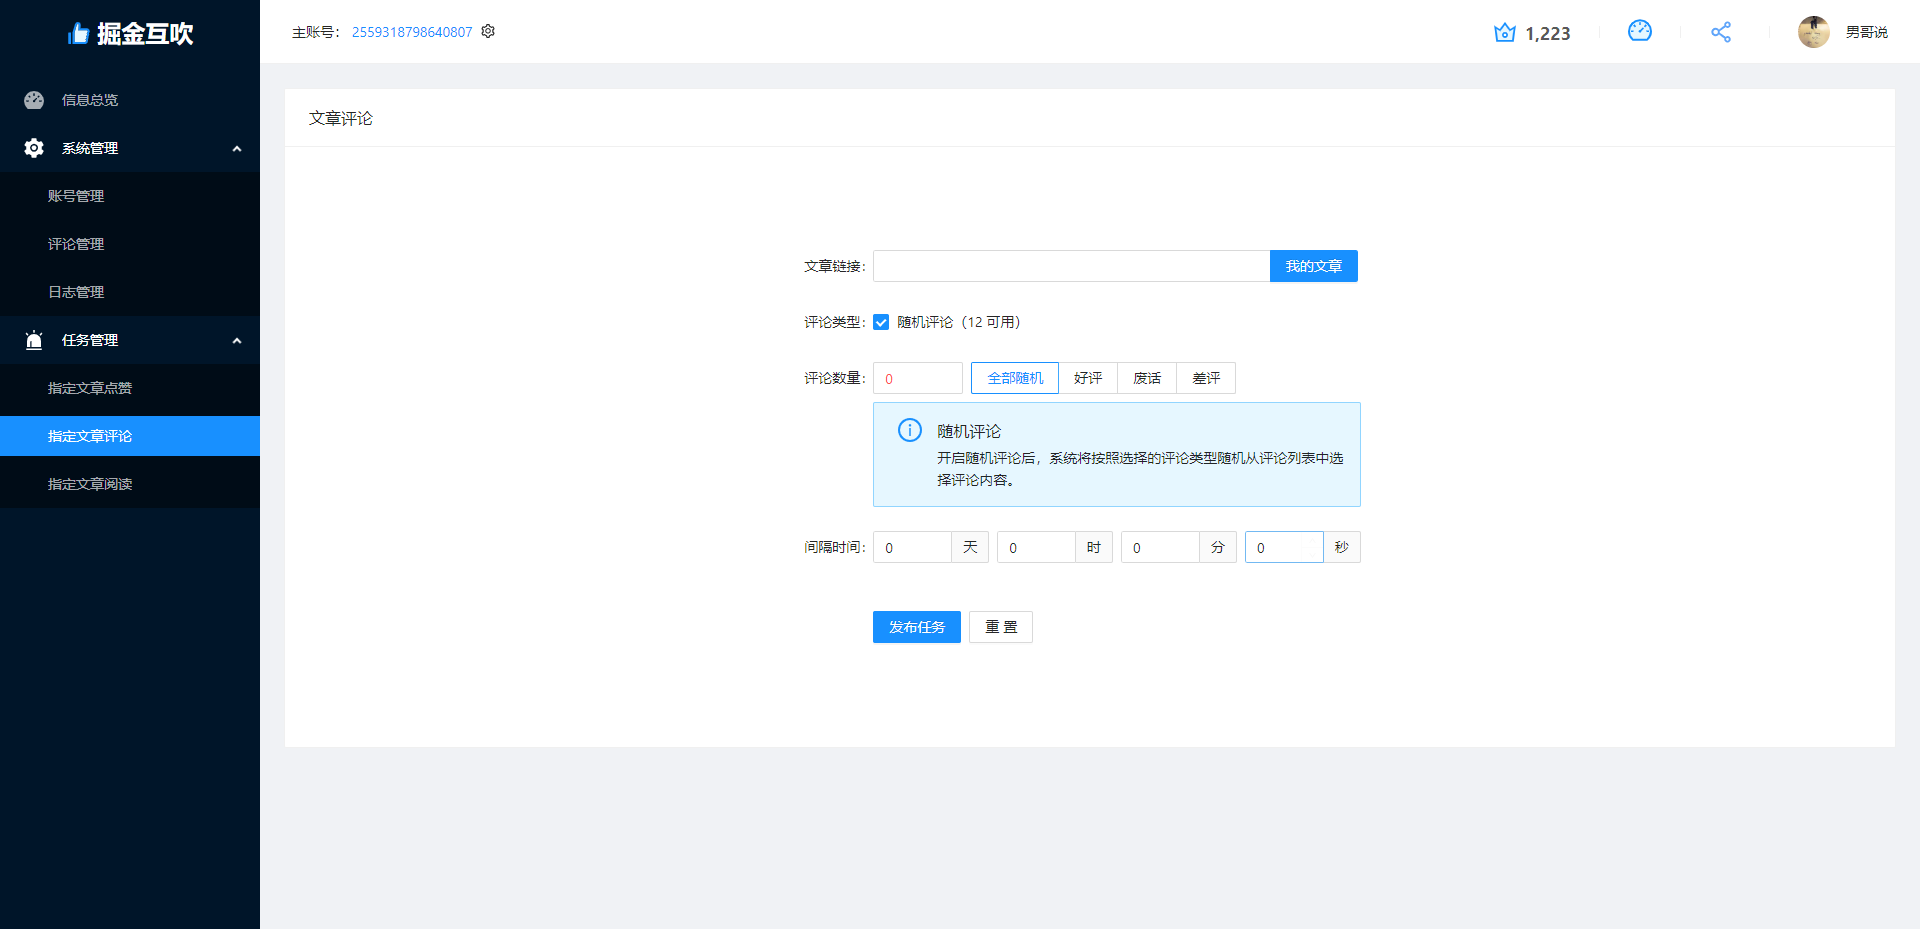 掘金互吹
主账号： 2559318798640807
1,223
男哥说
信息总览
系统管理
账号管理
评论管理
日志管理
任务管理
指定文章点赞
指定文章评论
指定文章阅读
文章评论
文章链接： 我的文章
评论类型： 随机评论（12 可用）
评论数量： 0 全部随机 好评 废话 差评
随机评论
开启随机评论后，系统将按照选择的评论类型随机从评论列表中选
择评论内容。
间隔时间： 0 天 0 时 0 分 0 秒
发布任务 重 置